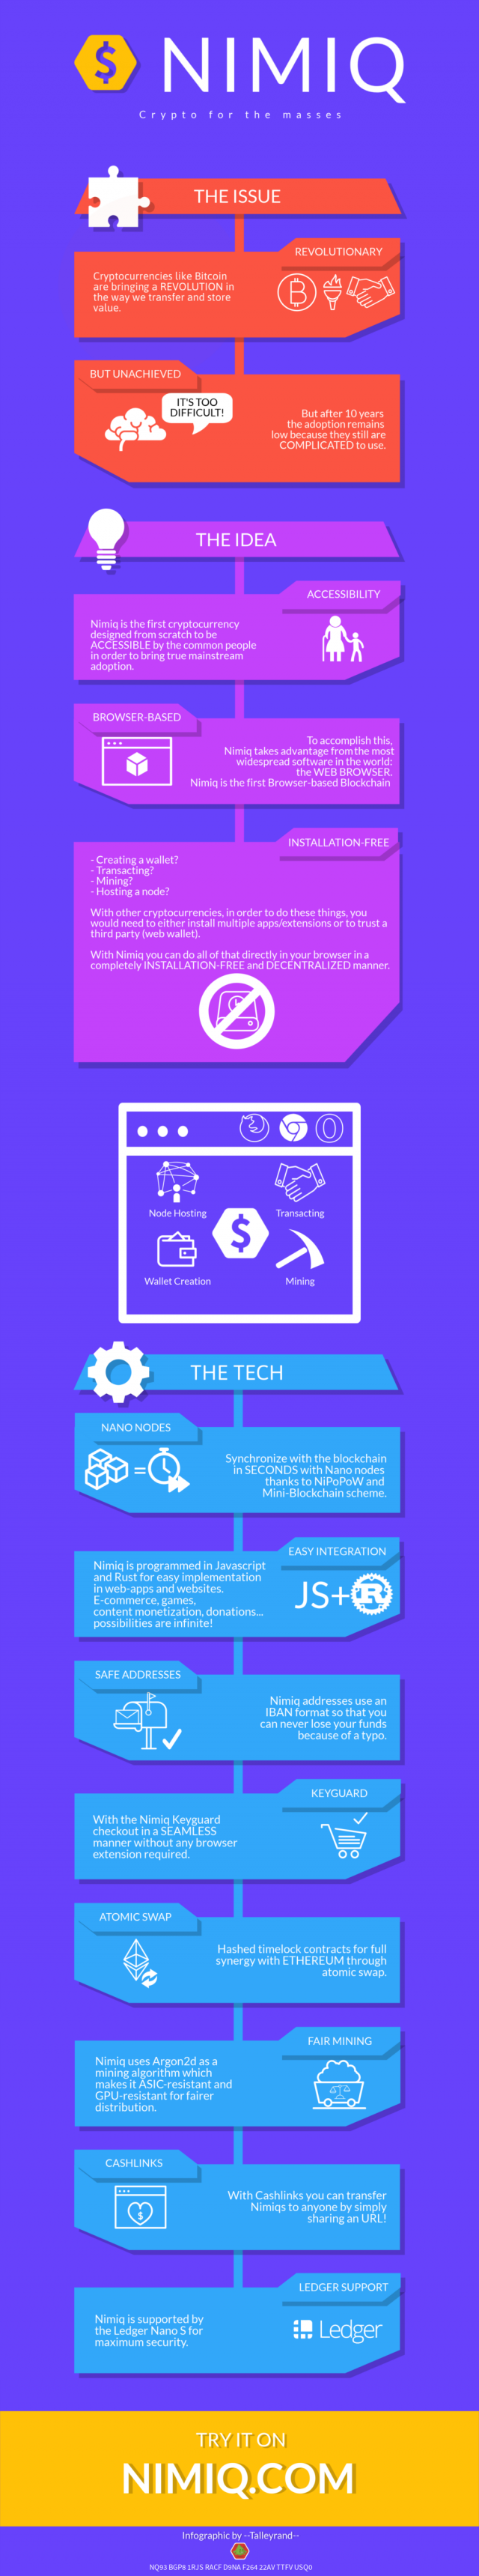 $ NIMIQ
Crypto for the masses
THE ISSUE
REVOLUTIONARY
Cryptocurrencies like Bitcoin
are bringing a REVOLUTION in
the way we transfer and store
value.
BUT UNACHIEVED
IT'S TOO
DIFFICULT!
But after 10 years
the adoption remains
low because they still are
COMPLICATED to use.
THE IDEA
ACCESSIBILITY
Nimiq is the first cryptocurrency
designed from scratch to be
ACCESSIBLE by the common people
in order to bring true mainstream
adoption.
BROWSER-BASED
To accomplish this,
Nimiq takes advantage from the most
widespread software in the world:
the WEB BROWSER.
Nimiq is the first Browser-based Blockchain
INSTALLATION-FREE
- Creating a wallet?
- Transacting?
- Mining?
- Hosting a node?
With other cryptocurrencies, in order to do these things, you
would need to either install multiple apps/extensions or to trust a
third party (web wallet).
With Nimiq you can do all of that directly in your browser in a
completely INSTALLATION-FREE and DECENTRALIZED manner.
Node Hosting
Transacting
$
Wallet Creation
Mining
THE TECH
NANO NODES
=
Synchronize with the blockchain
in SECONDS with Nano nodes
thanks to NiPoPoW and
Mini-Blockchain scheme.
EASY INTEGRATION
Nimiq is programmed in Javascript
and Rust for easy implementation
in web-apps and websites.
E-commerce, games,
content monetization, donations...
possibilities are infinite!
JS+R
SAFE ADDRESSES
Nimiq addresses use an
IBAN format so that you
can never lose your funds
because of a typo.
KEYGUARD
With the Nimiq Keyguard
checkout in a SEAMLESS
manner without any browser
extension required.
ATOMIC SWAP
Hashed timelock contracts for full
synergy with ETHEREUM through
atomic swap.
FAIR MINING
Nimiq uses Argon2d as a
mining algorithm which
makes it ASIC-resistant and
GPU-resistant for fairer
distribution.
CASHLINKS
$
With Cashlinks you can transfer
Nimiqs to anyone by simply
sharing an URL!
LEDGER SUPPORT
Nimiq is supported by
the Ledger Nano S for
maximum security.
Ledger
TRY IT ON
NIMIQ.COM
Infographic by --Talleyrand--
NQ93 BGP8 1RJS RACF D9NA F264 22AV TTFV USQ0